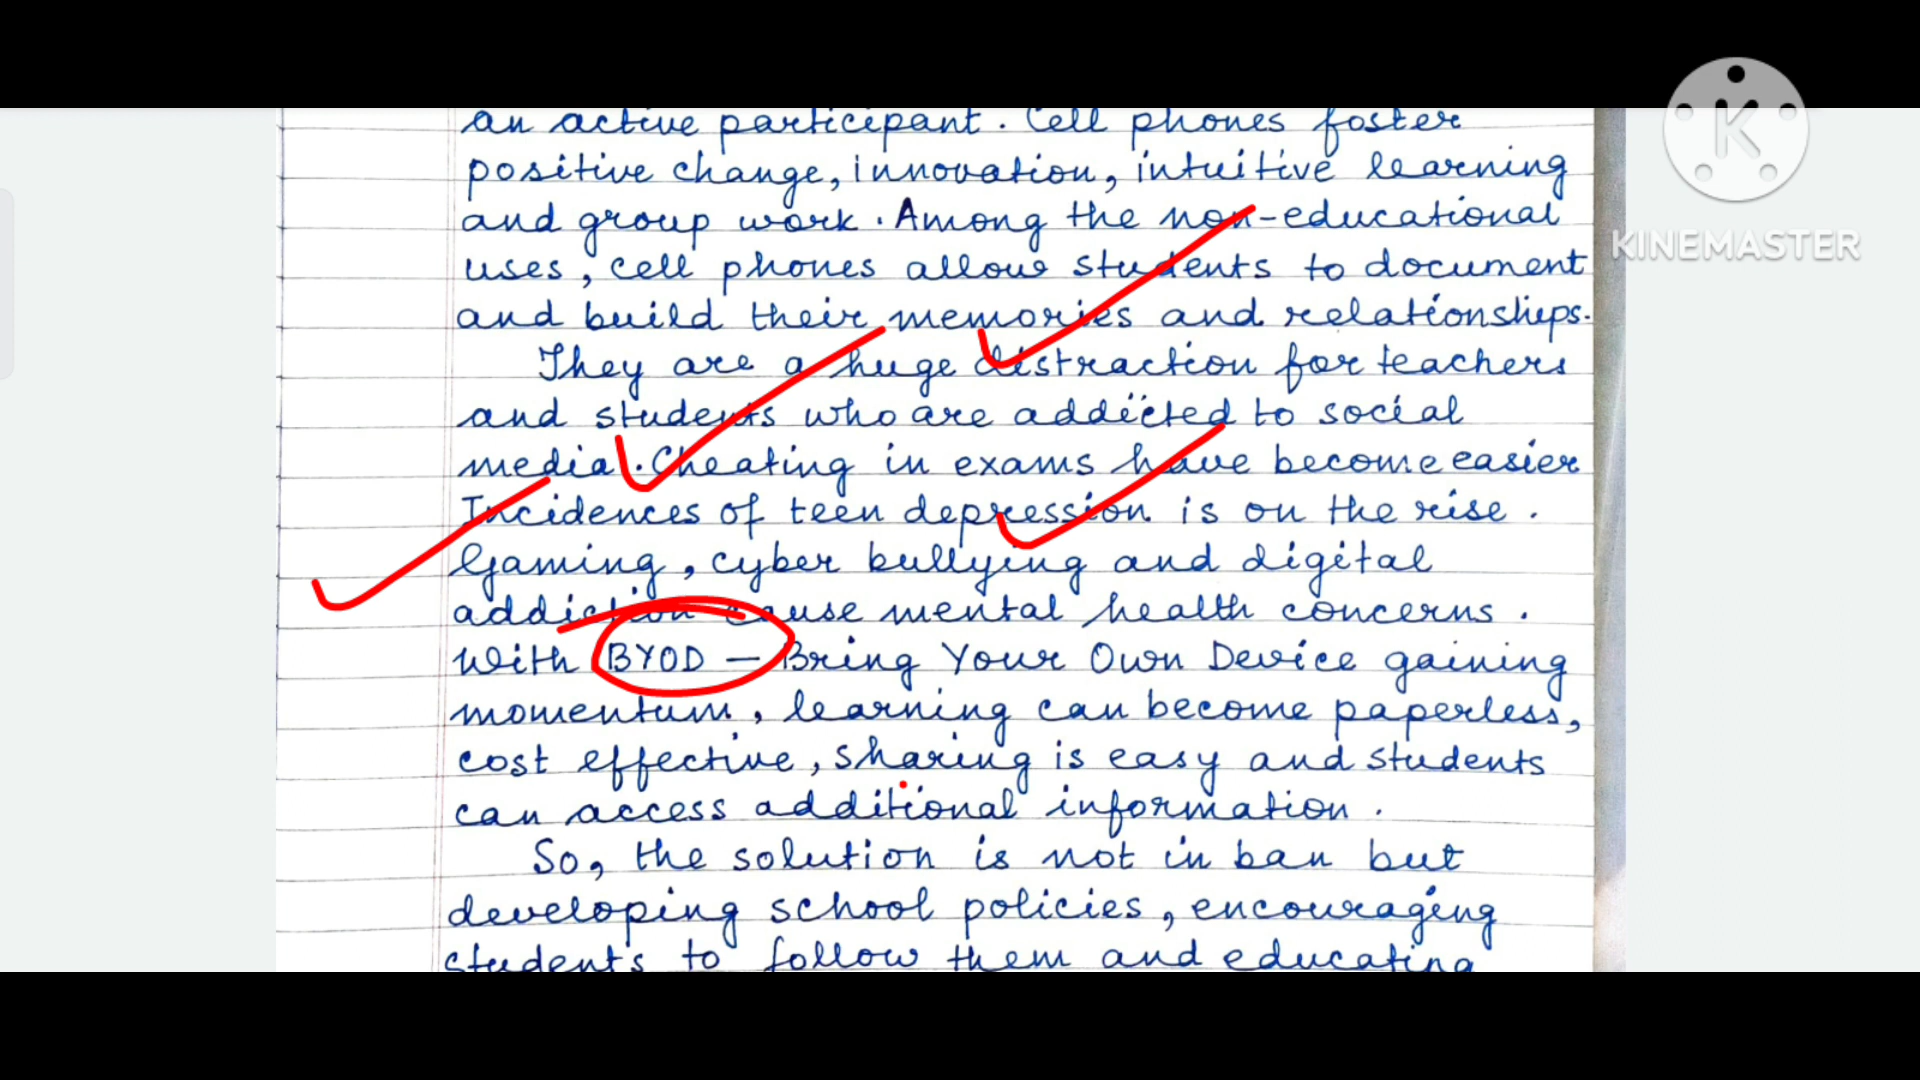 an active participant. Cell phones foster
positive change, innovation, intuitive learning
and group work. Among the non-educational
uses, cell phones allow students to document
and build their memories and relationships.
They are a huge distraction for teachers
and students who are addicted to social
media. Cheating in exams have become easier
Incidences of teen depression is on the rise.
Gaming, cyber bullying and digital
addiction cause mental health concerns.
With BYOD — Bring Your Own Device gaining
momentum, learning can become paperless,
cost effective, sharing is easy and students
can access additional information.
So, the solution is not in ban but
developing school policies, encouraging
students to follow them and educating
K
KINEMASTER